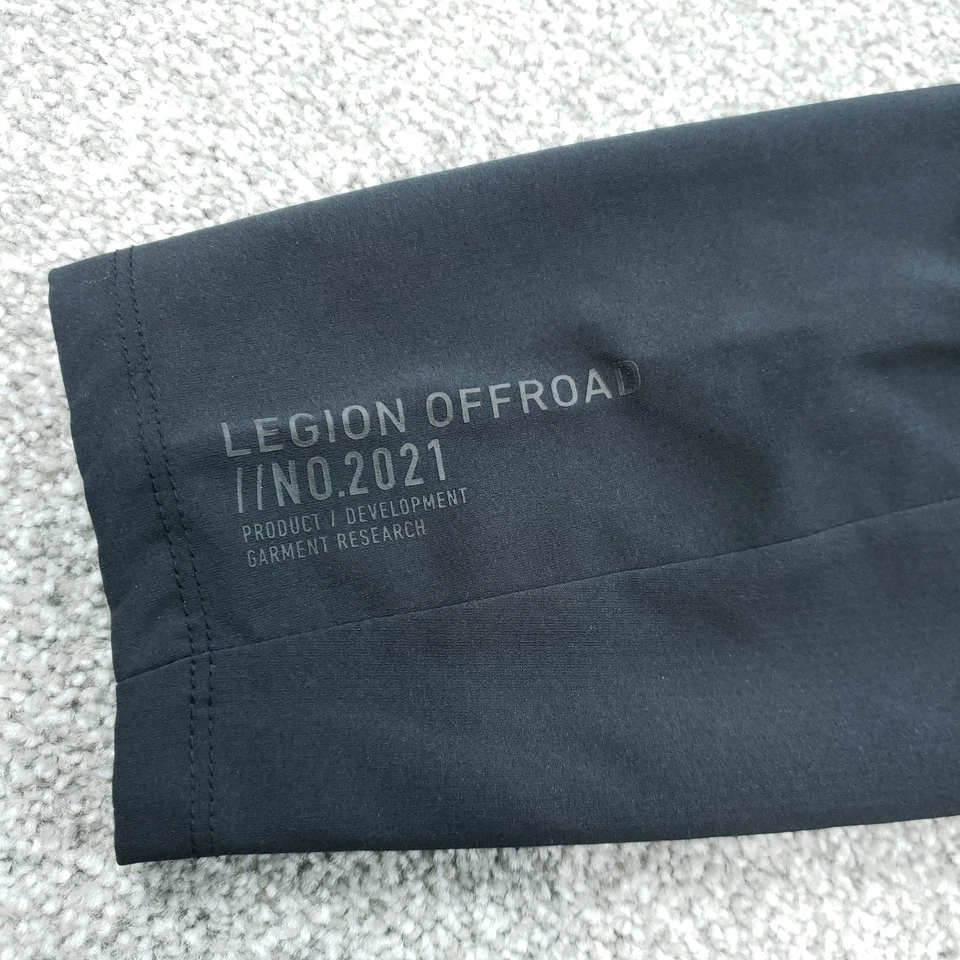 LEGION OFFROAD
//NO.2021
PRODUCT / DEVELOPMENT
GARMENT RESEARCH